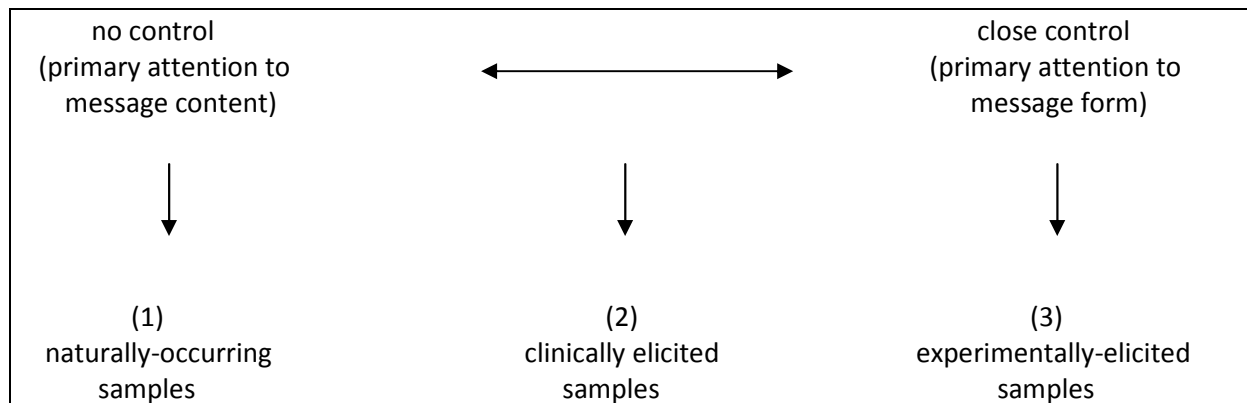 no control
(primary attention to
message content)
close control
(primary attention to
message form)
(1)
naturally-occurring
samples
(2)
clinically elicited
samples
(3)
experimentally-elicited
samples